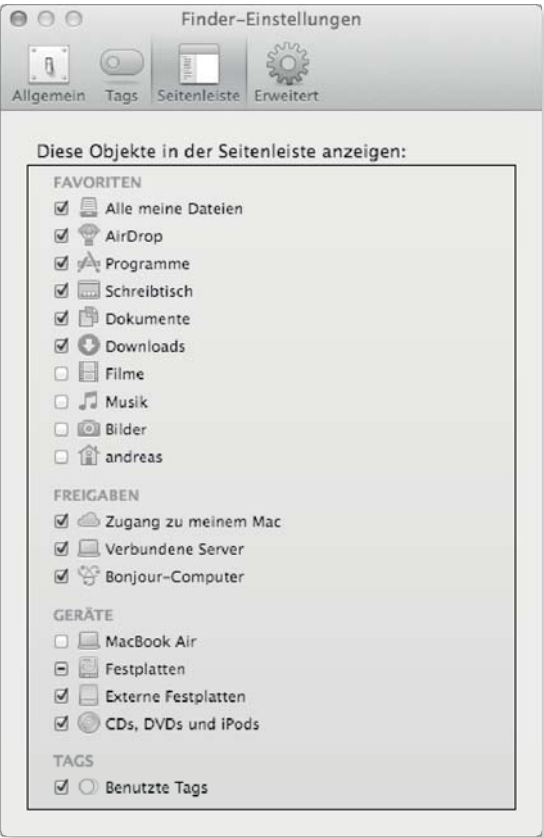 Finder-Einstellungen
Allgemein Tags Seitenleiste Erweitert
Diese Objekte in der Seitenleiste anzeigen:
FAVORITEN
Alle meine Dateien
AirDrop
Programme
Schreibtisch
Dokumente
Downloads
Filme
Musik
Bilder
andreas
FREIGABEN
Zugang zu meinem Mac
Verbundene Server
Bonjour-Computer
GERÄTE
MacBook Air
Festplatten
Externe Festplatten
CDs, DVDs und iPods
TAGS
Benutzte Tags